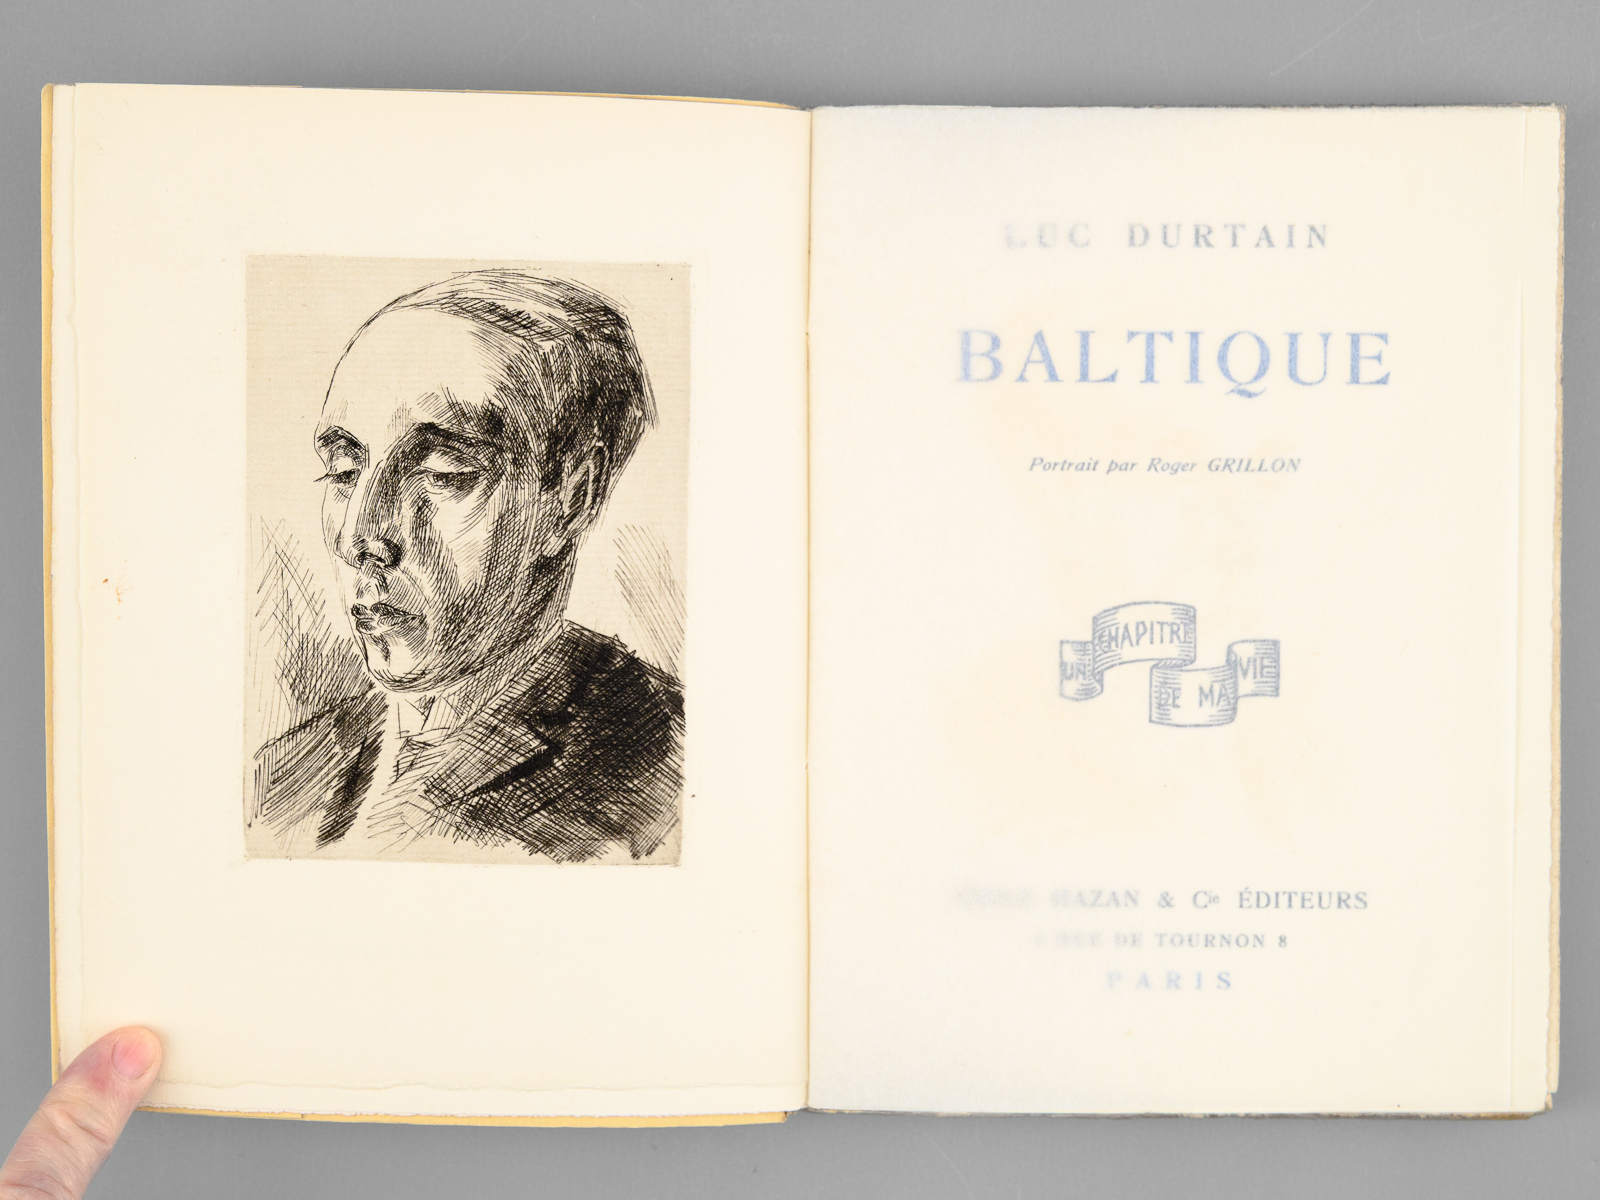 LUC DURTAIN
BALTIQUE
Portrait par Roger GRILLON
UN CHAPITRE DE MA VIE
HAZAN & Cie ÉDITEURS
RUE DE TOURNON 8
PARIS